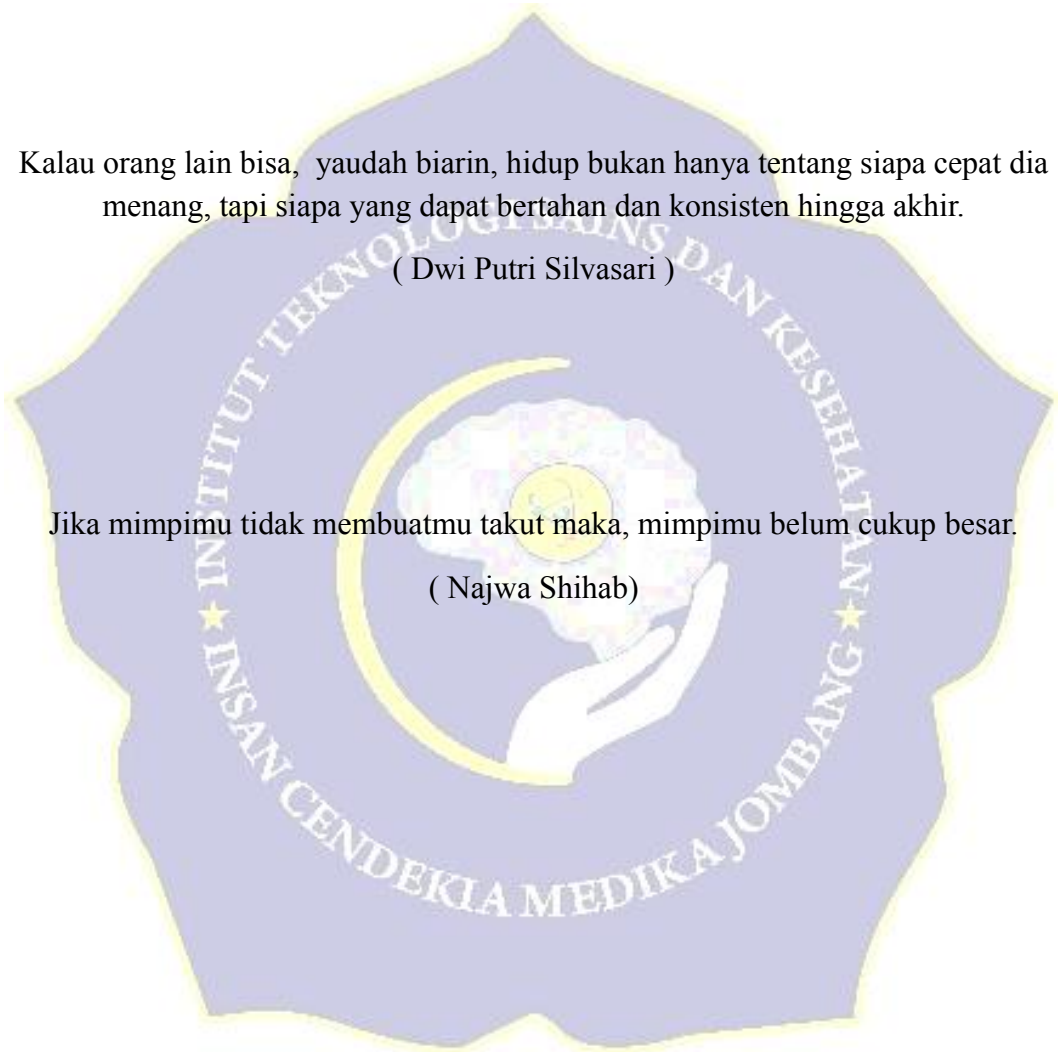 Kalau orang lain bisa,  yaudah biarin, hidup bukan hanya tentang siapa cepat dia
menang, tapi siapa yang dapat bertahan dan konsisten hingga akhir.
( Dwi Putri Silvasari )
Jika mimpimu tidak membuatmu takut maka, mimpimu belum cukup besar.
( Najwa Shihab)
INSTITUT TEKNOLOGI SAINS DAN KESEHATAN
INSAN CENDEKIA MEDIKA JOMBANG